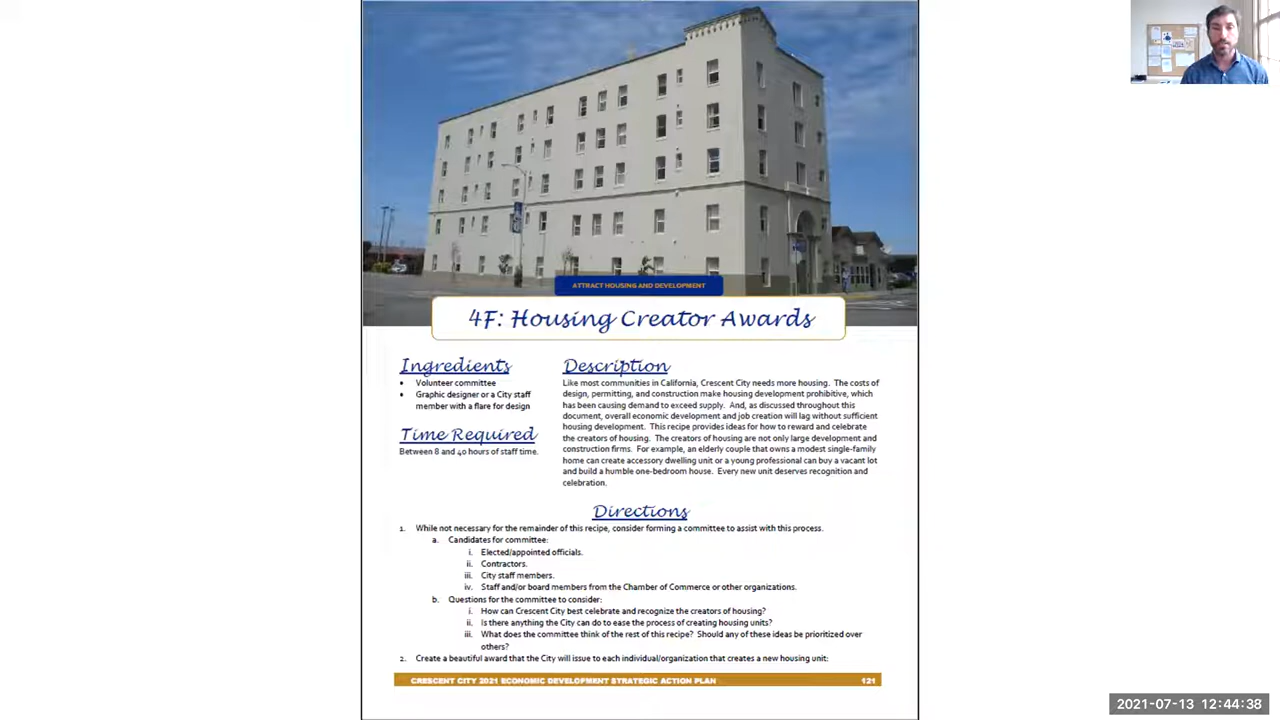 ATTRACT HOUSING AND DEVELOPMENT
4F: Housing Creator Awards
Ingredients
• Volunteer committee
• Graphic designer or a City staff
member with a flare for design
Time Required
Between 8 and 40 hours of staff time.
Description
Like most communities in California, Crescent City needs more housing. The costs of
design, permitting, and construction make housing development prohibitive, which
has been causing demand to exceed supply. And, as discussed throughout this
document, overall economic development and job creation will lag without sufficient
housing development. This recipe provides ideas for how to reward and celebrate
the creators of housing. The creators of housing are not only large development and
construction firms. For example, an elderly couple that owns a modest single-family
home can create accessory dwelling unit or a young professional can buy a vacant lot
and build a humble one-bedroom house. Every new unit deserves recognition and
celebration.
Directions
1. While not necessary for the remainder of this recipe, consider forming a committee to assist with this process.
a. Candidates for committee:
i. Elected/appointed officials.
ii. Contractors.
iii. City staff members.
iv. Staff and/or board members from the Chamber of Commerce or other organizations.
b. Questions for the committee to consider:
i. How can Crescent City best celebrate and recognize the creators of housing?
ii. Is there anything the City can do to ease the process of creating housing units?
iii. What does the committee think of the rest of this recipe? Should any of these ideas be prioritized over
others?
2. Create a beautiful award that the City will issue to each individual/organization that creates a new housing unit:
CRESCENT CITY 2021 ECONOMIC DEVELOPMENT STRATEGIC ACTION PLAN 121
2021-07-13 12:44:38